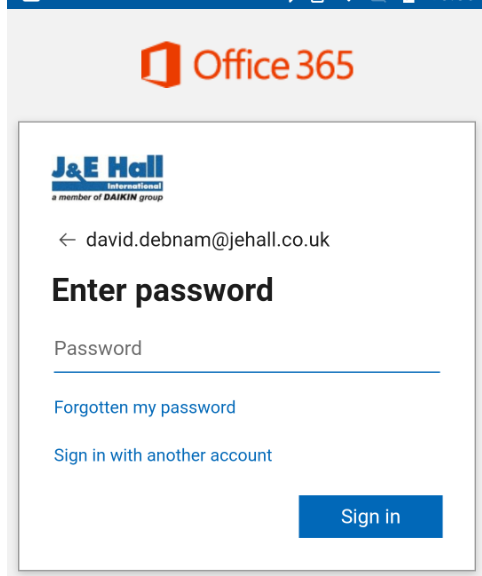 Office 365
J&E Hall
International
a member of DAIKIN group
← david.debnam@jehall.co.uk
Enter password
Password
Forgotten my password
Sign in with another account
Sign in